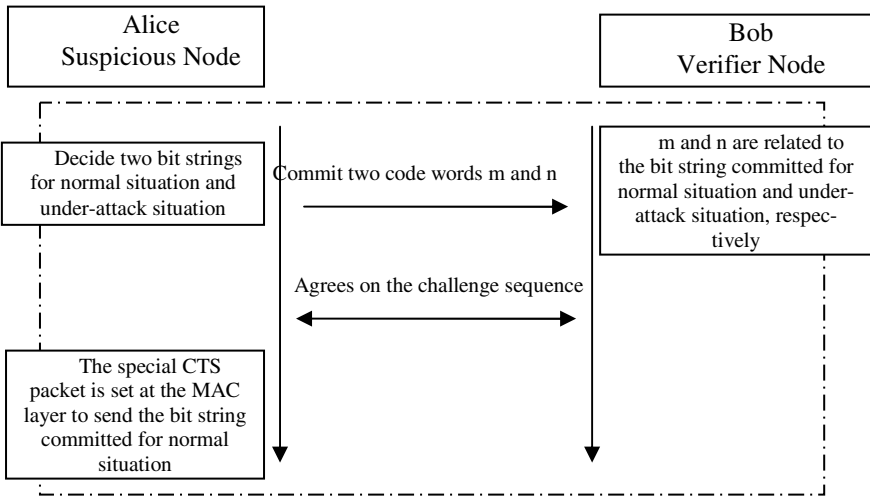 Alice
Suspicious Node
Bob
Verifier Node
Decide two bit strings
for normal situation and
under-attack situation
Commit two code words m and n
m and n are related to
the bit string committed for
normal situation and under-
attack situation, respec-
tively
Agrees on the challenge sequence
The special CTS
packet is set at the MAC
layer to send the bit string
committed for normal
situation